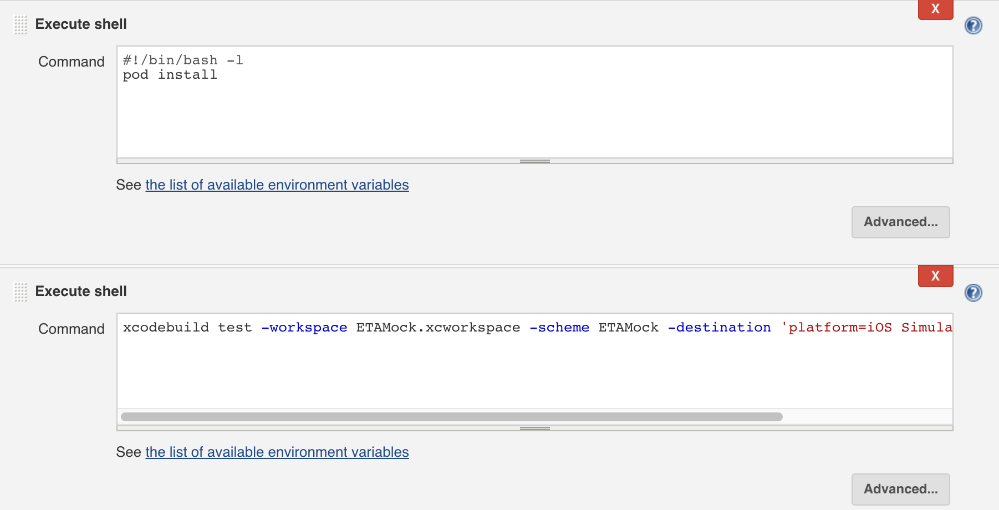 X
Execute shell
?
Command
#!/bin/bash -l
pod install
See the list of available environment variables
Advanced...
X
Execute shell
?
Command
xcodebuild test -workspace ETAMock.xcworkspace -scheme ETAMock -destination 'platform=iOS Simula
See the list of available environment variables
Advanced...